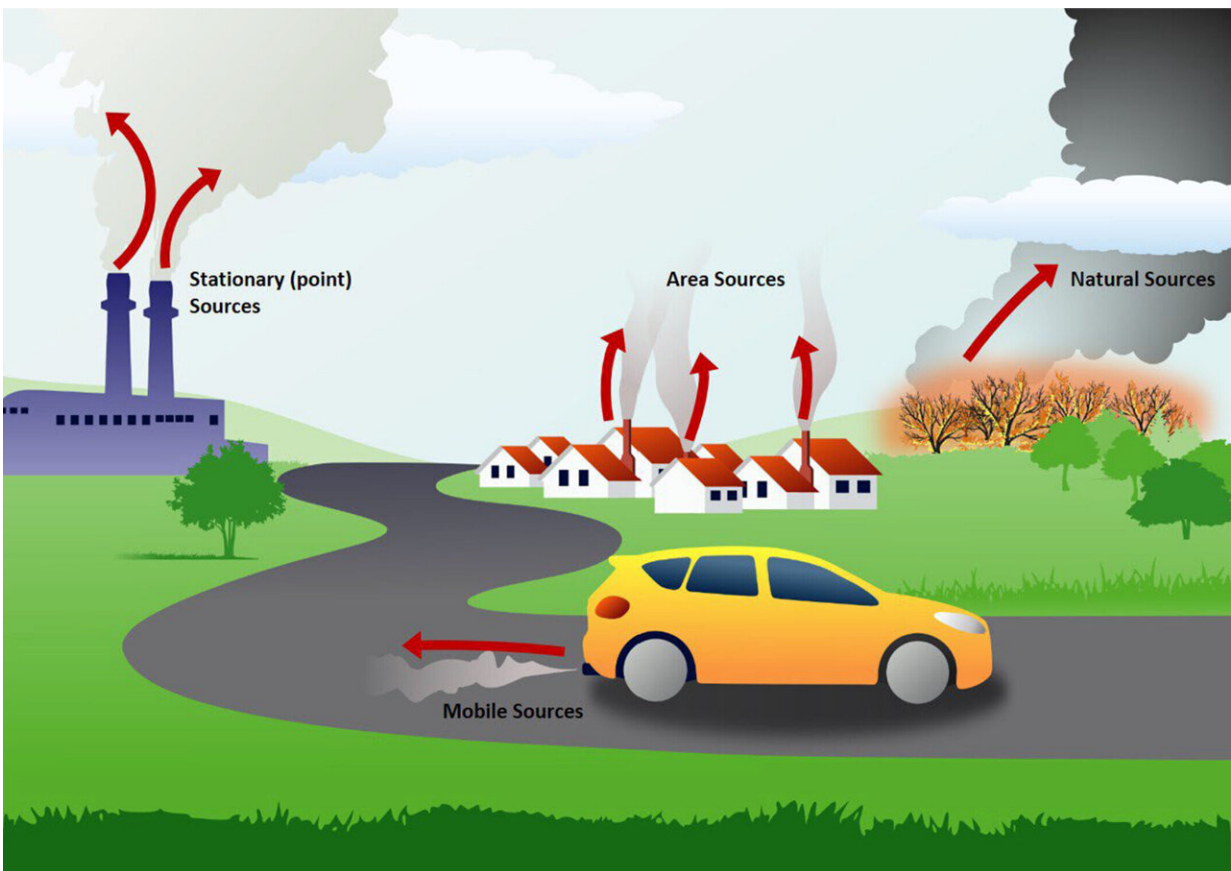 Stationary (point)
Sources
Area Sources
Natural Sources
Mobile Sources